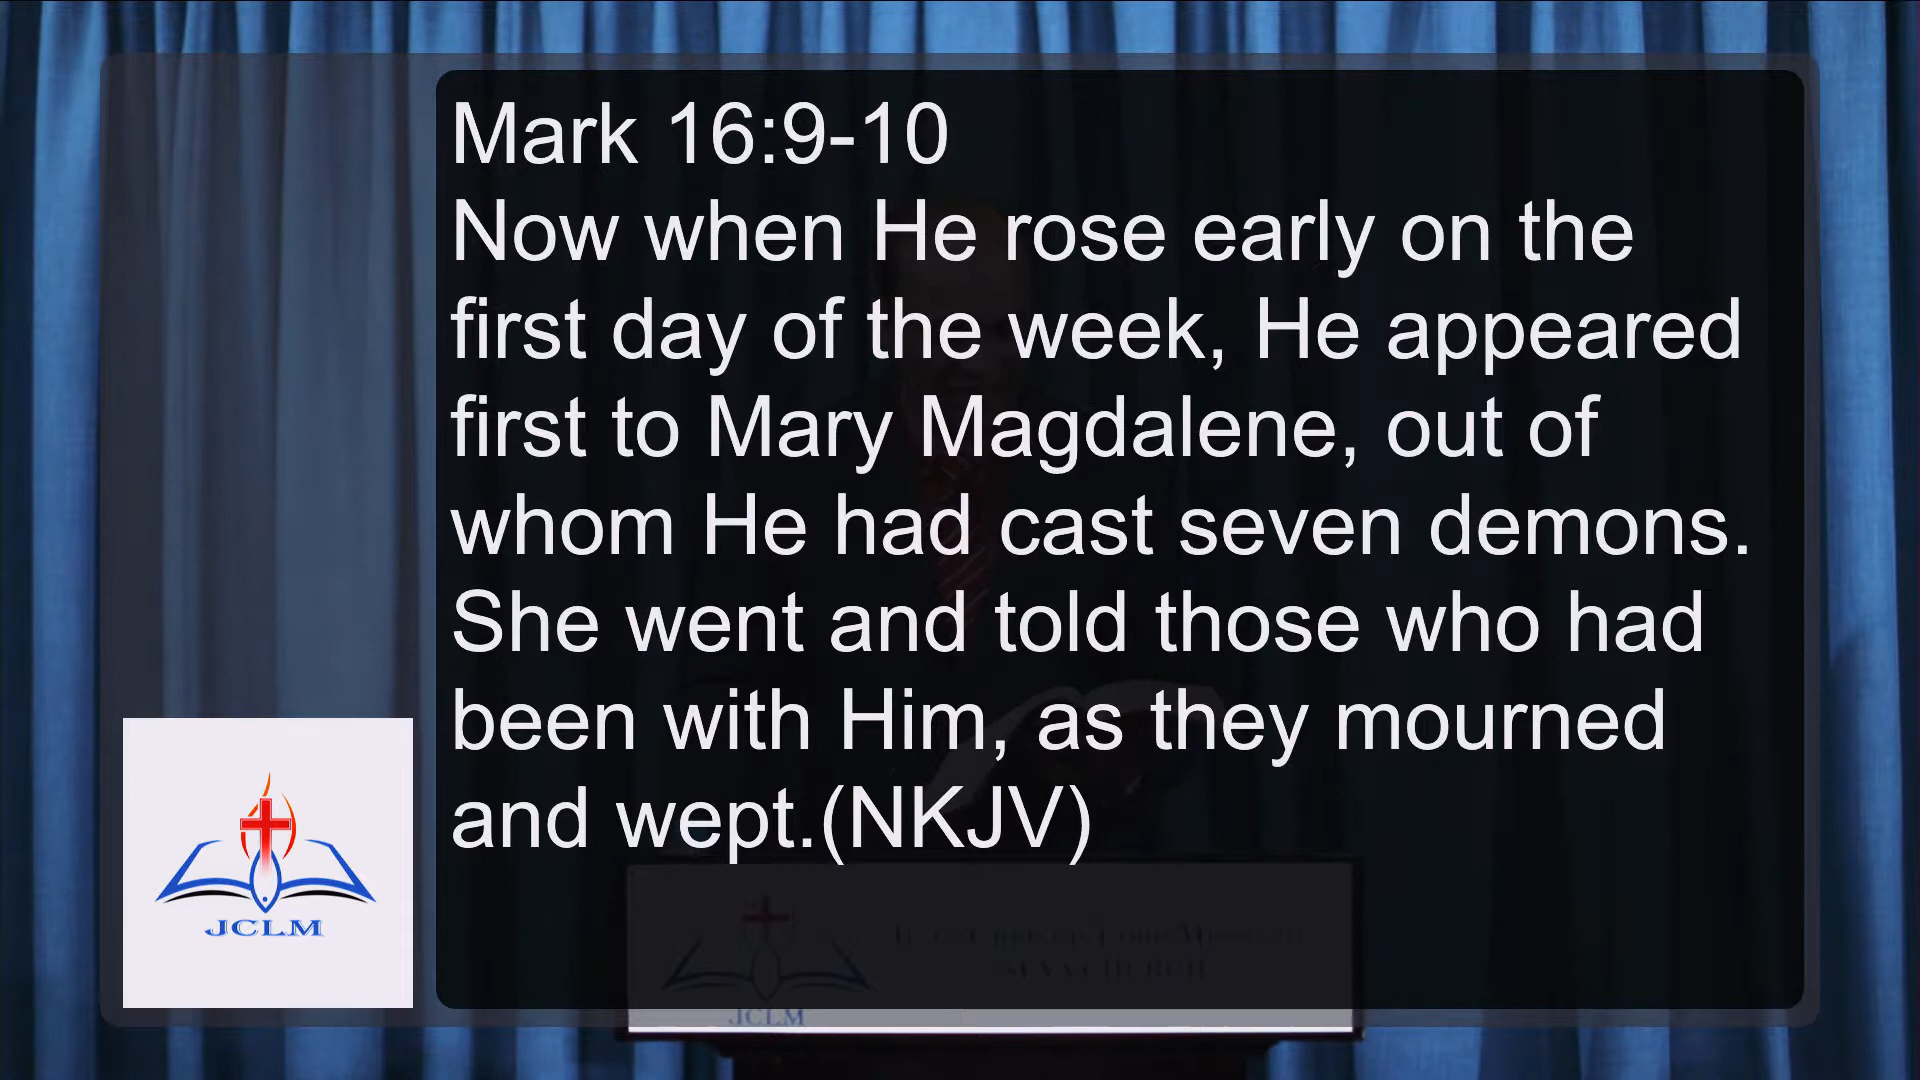 Mark 16:9-10
Now when He rose early on the
first day of the week, He appeared
first to Mary Magdalene, out of
whom He had cast seven demons.
She went and told those who had
been with Him, as they mourned
and wept.(NKJV)
JCLM
JCLM